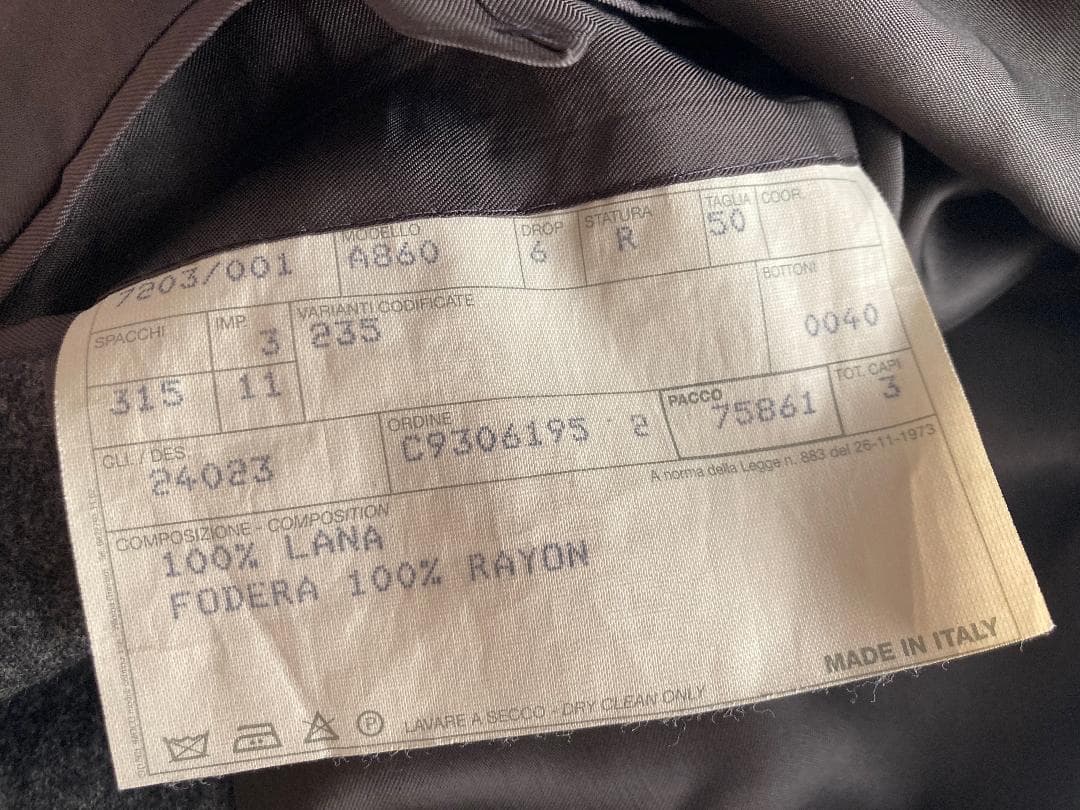 MODELLO DROP STATURA TAGLIA COOR.
7203/001 A860 6 R 50
SPACCHI IMP. 3 VARIANTI CODIFICATE BOTTONI
235 0040
315 11
GLI. / DES. ORDINE PACCO TOT. CAPI
24023 C9306195 2 75861 3
A norma della Legge n. 883 del 26-11-1973
COMPOSIZIONE - COMPOSITION
100% LANA
FODERA 100% RAYON
MADE IN ITALY
P LAVARE A SECCO - DRY CLEAN ONLY